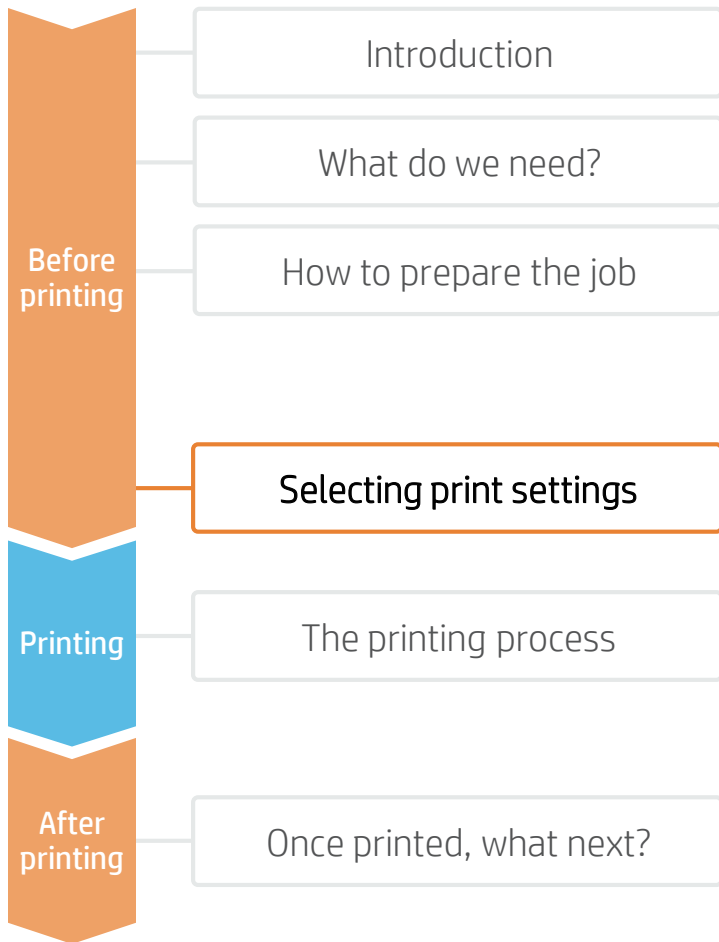 Introduction
What do we need?
Before
printing
How to prepare the job
Selecting print settings
Printing
The printing process
After
printing
Once printed, what next?